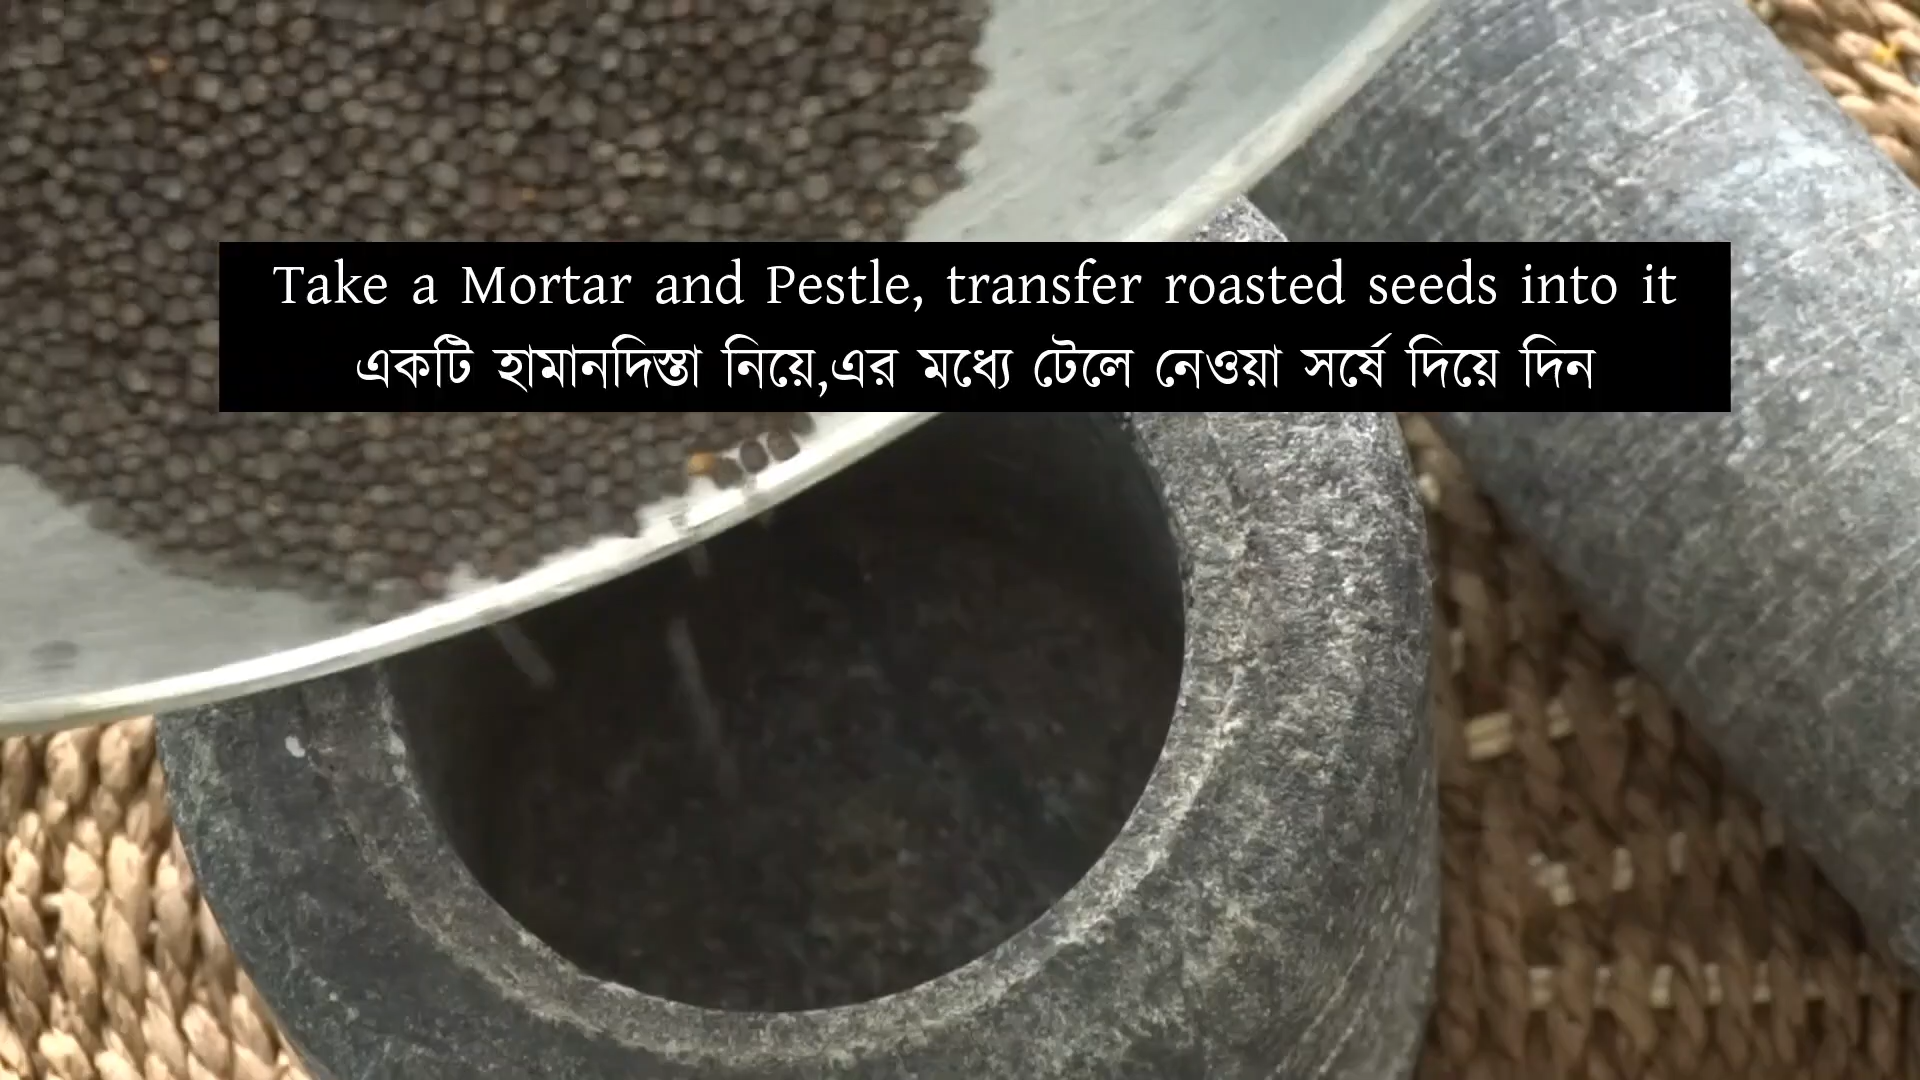 Take a Mortar and Pestle, transfer roasted seeds into it
একটি হামানদিস্তা নিয়ে,এর মধ্যে টেলে নেওয়া সর্ষে দিয়ে দিন